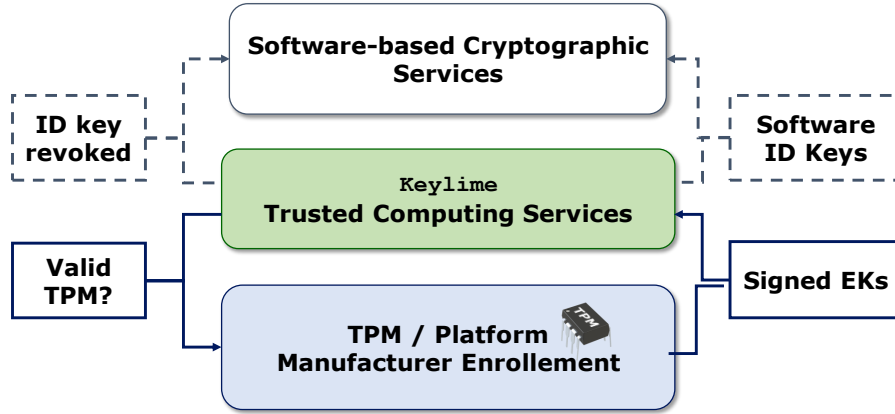 Software-based Cryptographic
Services
ID key
revoked
Software
ID Keys
Keylime
Trusted Computing Services
Valid
TPM?
Signed EKs
TPM / Platform
TPM
Manufacturer Enrollement